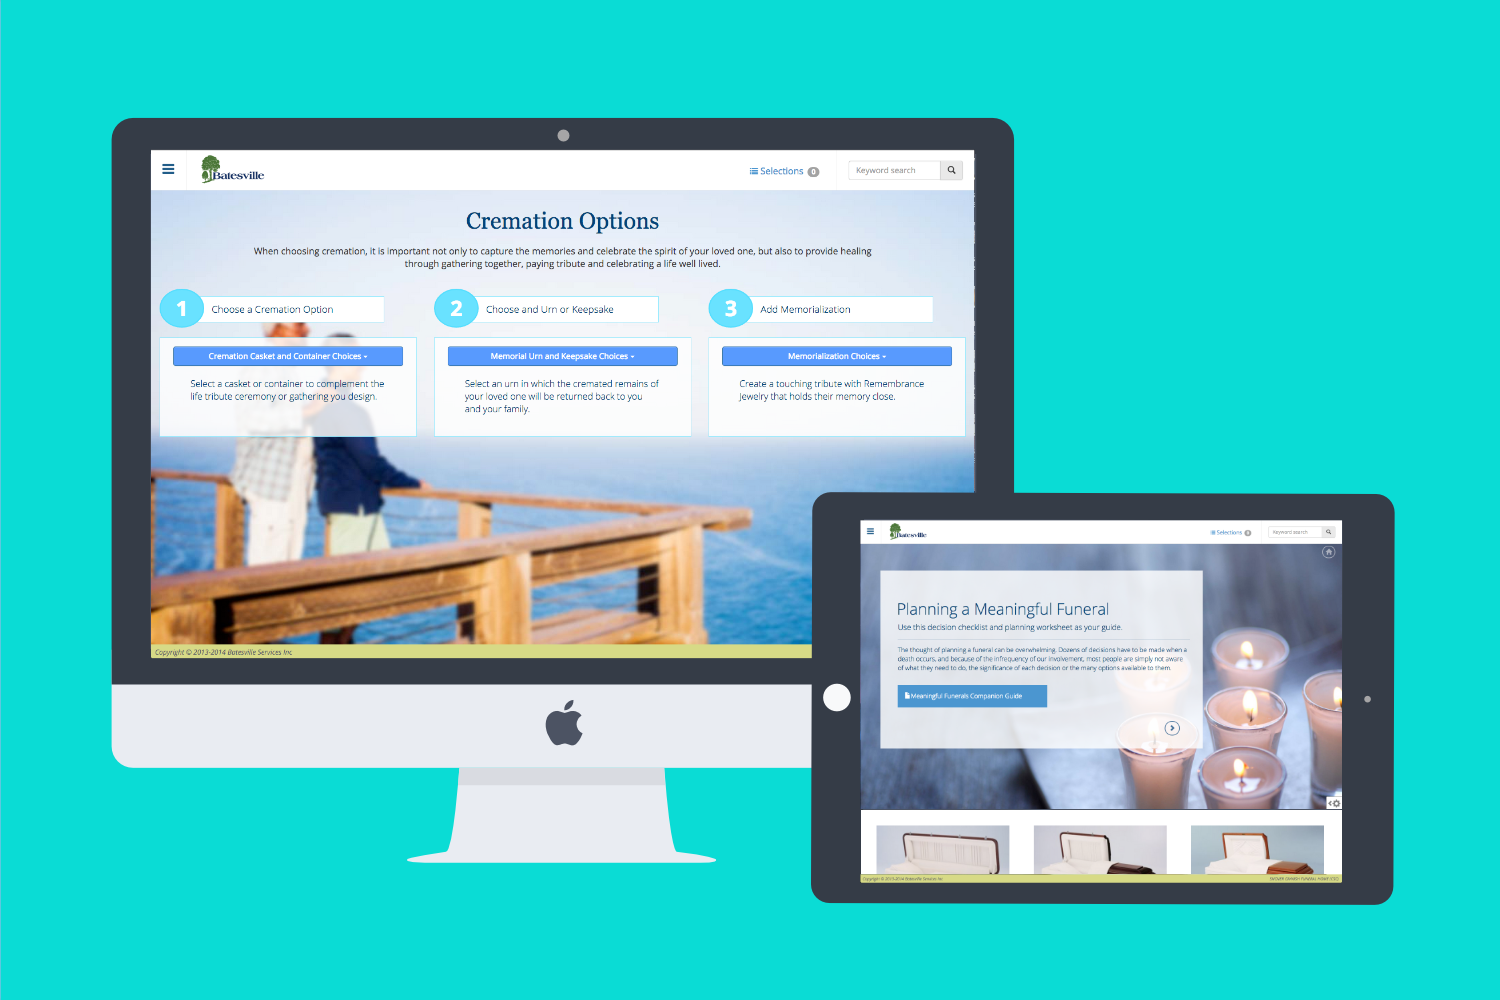 Batesville
Selections 0
Keyword search
Cremation Options
When choosing cremation, it is important not only to capture the memories and celebrate the spirit of your loved one, but also to provide healing
through gathering together, paying tribute and celebrating a life well lived.
1 Choose a Cremation Option
Cremation Casket and Container Choices
Select a casket or container to complement the
life tribute ceremony or gathering you design.
2 Choose and Urn or Keepsake
Memorial Urn and Keepsake Choices
Select an urn in which the cremated remains of
your loved one will be returned back to you
and your family.
3 Add Memorialization
Memorialization Choices
Create a touching tribute with Remembrance
Jewelry that holds their memory close.
Copyright © 2013-2014 Batesville Services Inc
Batesville
Selections 0
Keyword search
Planning a Meaningful Funeral
Use this decision checklist and planning worksheet as your guide.
The thought of planning a funeral can be overwhelming. Dozens of decisions have to be made when a
death occurs, and because of the infrequency of our involvement, most people are simply not aware
of what they need to do, the significance of each decision or the many options available to them.
Meaningful Funerals Companion Guide
Copyright © 2013-2014 Batesville Services Inc